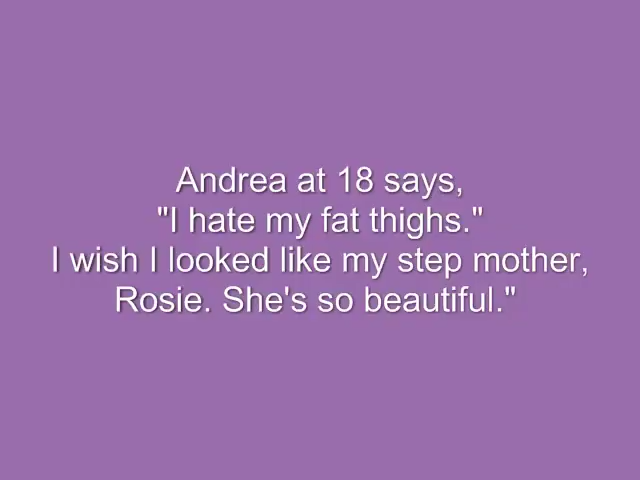 Andrea at 18 says,
"I hate my fat thighs."
I wish I looked like my step mother,
Rosie. She's so beautiful."